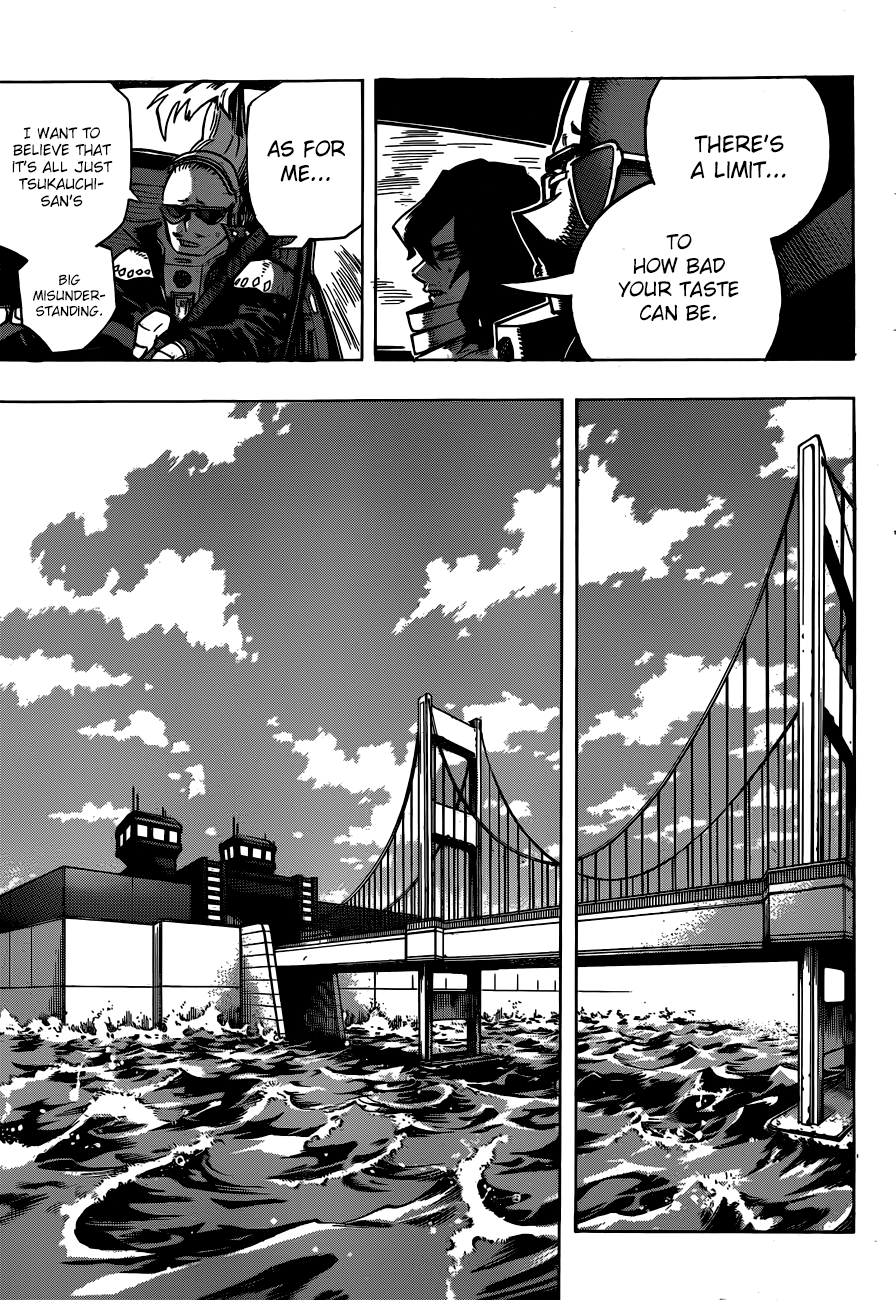 THERE'S
A LIMIT...
TO
HOW BAD
YOUR TASTE
CAN BE.
AS FOR
ME...
I WANT TO
BELIEVE THAT
IT'S ALL JUST
TSUKAUCHI-
SAN'S
BIG
MISUNDER-
STANDING.